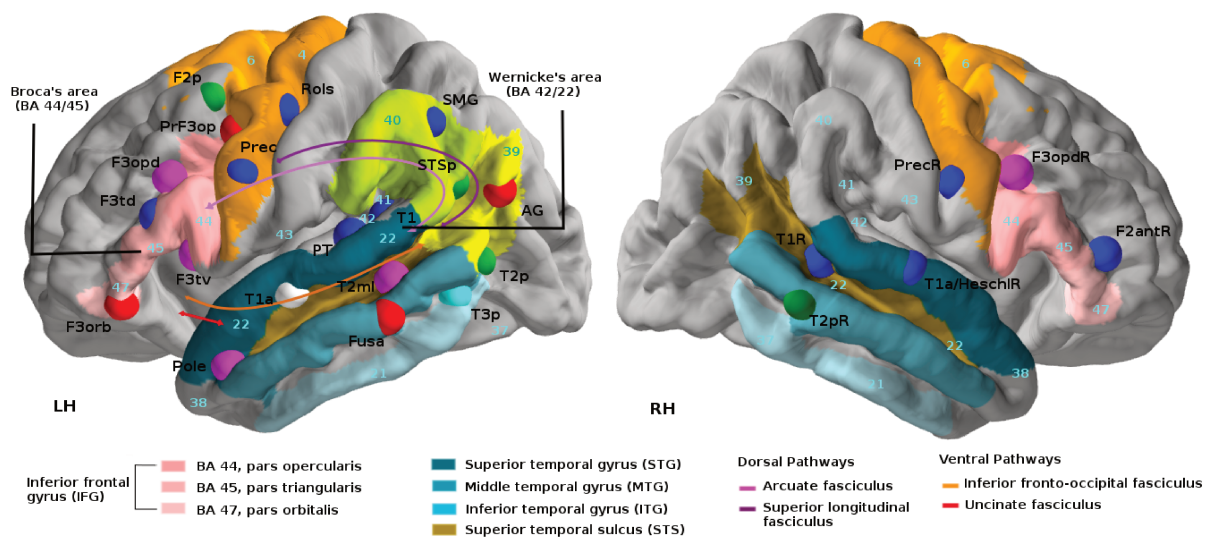 Broca's area
(BA 44/45)
Wernicke's area
(BA 42/22)
6
4
F2p
Rols
PrF3op
Prec
SMG
40
39
STSp
F3opd
F3td
44
45
41
42
T1
AG
43
PT
22
F3tv
47
T2ml
T2p
T1a
F3orb
22
T3p
37
Fusa
Pole
21
38
LH
4
6
40
39
41
PrecR
F3opdR
43
44
42
45
T1R
F2antR
T1a/HeschlR
22
T2pR
47
22
38
21
RH
Inferior frontal
gyrus (IFG)
BA 44, pars opercularis
BA 45, pars triangularis
BA 47, pars orbitalis
Superior temporal gyrus (STG)
Middle temporal gyrus (MTG)
Inferior temporal gyrus (ITG)
Superior temporal sulcus (STS)
Dorsal Pathways
Arcuate fasciculus
Superior longitudinal
fasciculus
Ventral Pathways
Inferior fronto-occipital fasciculus
Uncinate fasciculus